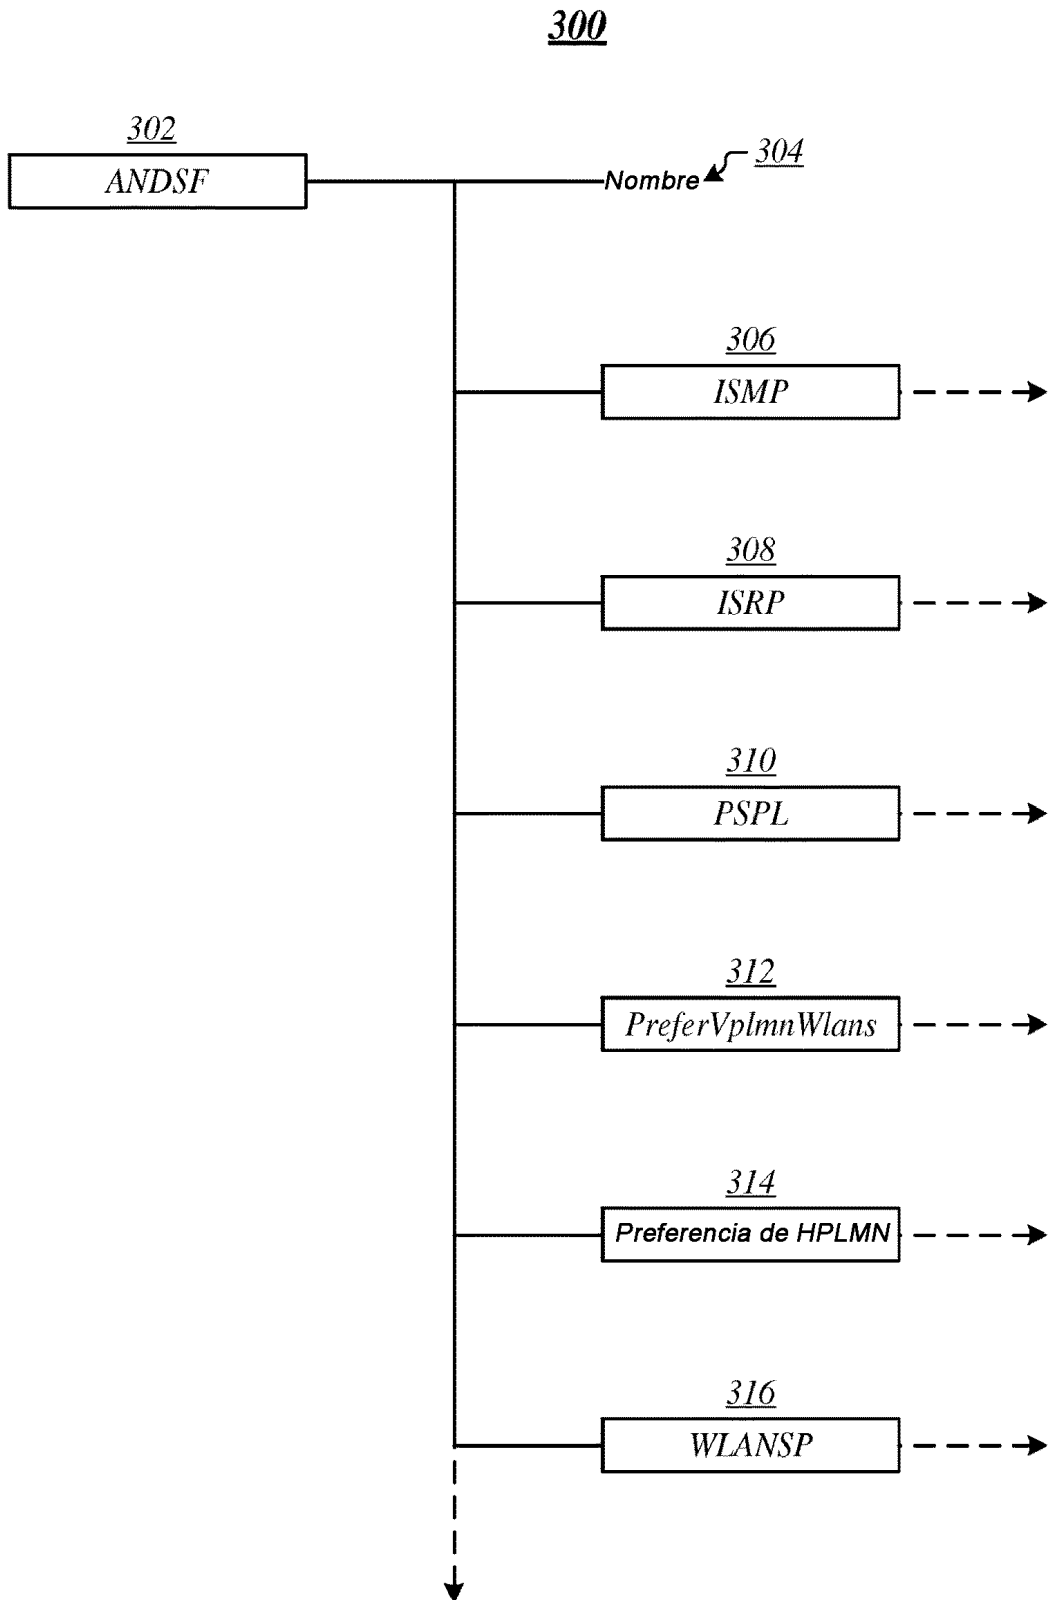 300
302
ANDSF
304
Nombre
306
ISMP
308
ISRP
310
PSPL
312
PreferVplmnWlans
314
Preferencia de HPLMN
316
WLANSP